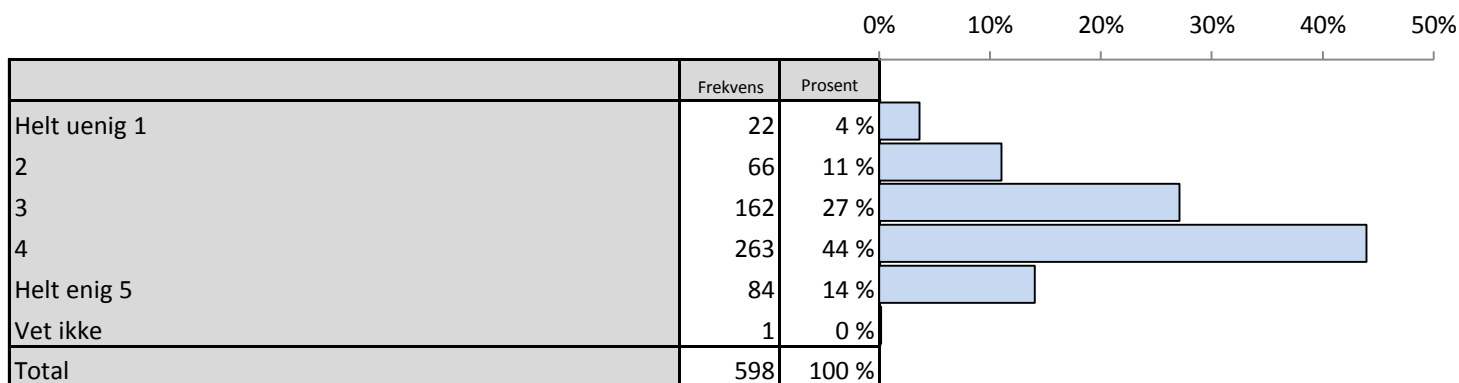 0% 10% 20% 30% 40% 50%
Frekvens Prosent
Helt uenig 1 22 4 %
2 66 11 %
3 162 27 %
4 263 44 %
Helt enig 5 84 14 %
Vet ikke 1 0 %
Total 598 100 %